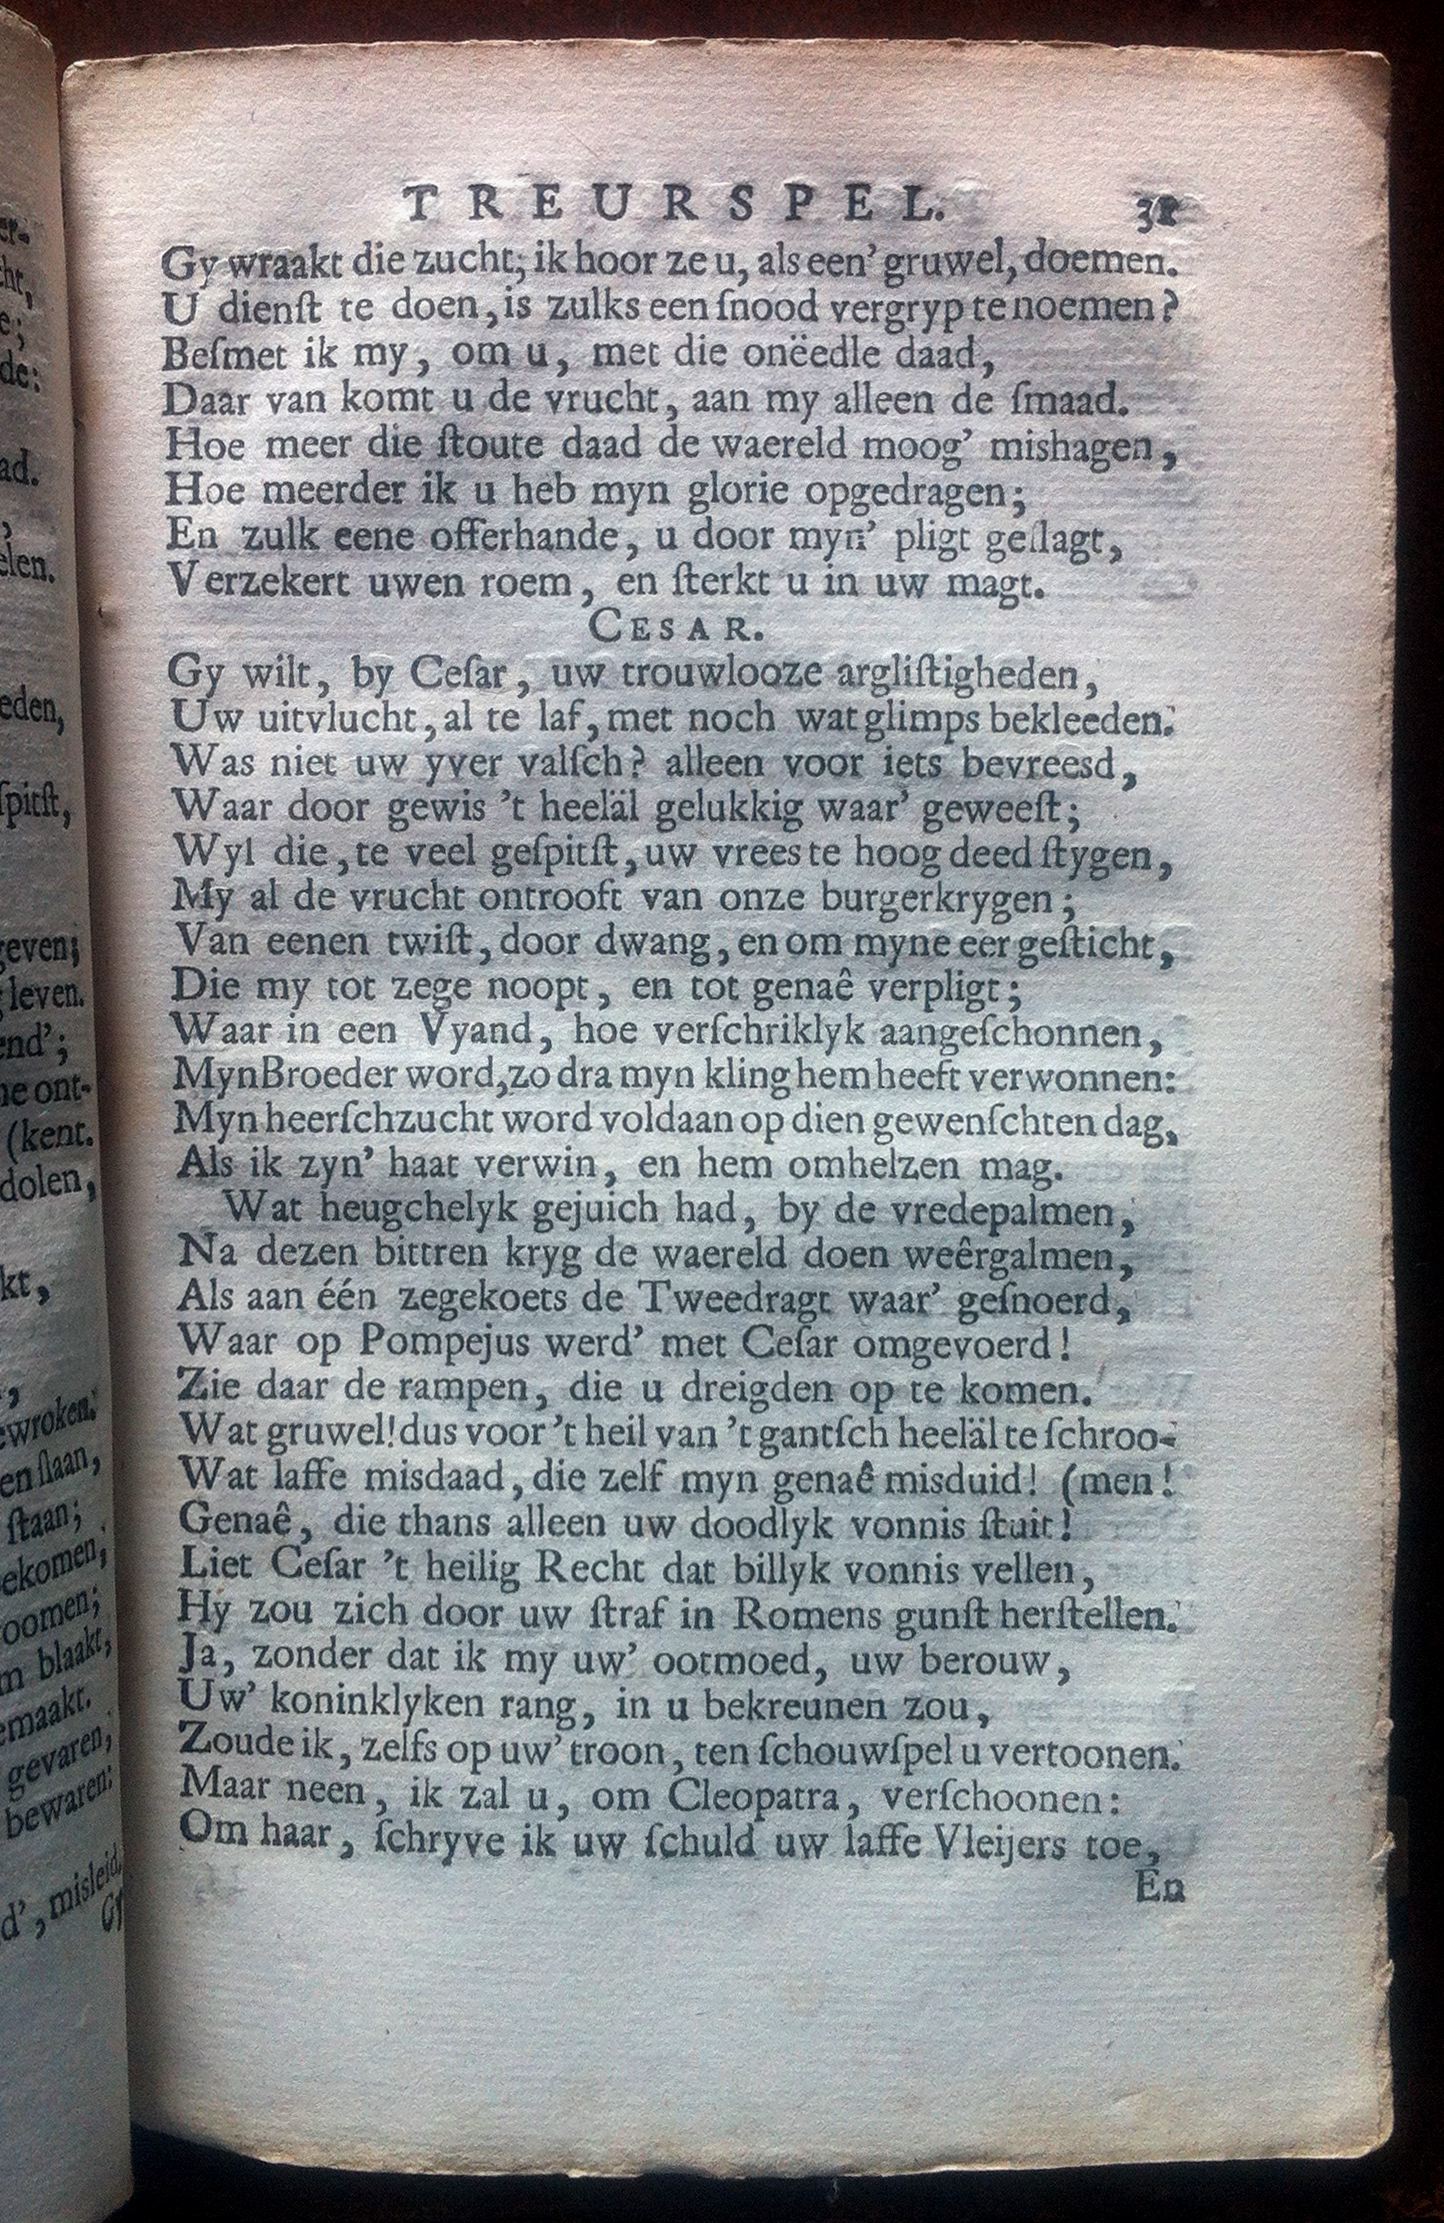 TREURSPEL. 31
Gy wraakt die zucht; ik hoor ze u, als een' gruwel, doemen.
U dienſt te doen, is zulks een ſnood vergryp te noemen?
Beſmet ik my, om u, met die onëedle daad,
Daar van komt u de vrucht, aan my alleen de ſmaad.
Hoe meer die ſtoute daad de waereld moog' mishagen,
Hoe meerder ik u heb myn glorie opgedragen;
En zulk eene offerhande, u door myn' pligt geſlagt,
Verzekert uwen roem, en ſterkt u in uw magt.
CESAR.
Gy wilt, by Ceſar, uw trouwlooze argliſtigheden,
Uw uitvlucht, al te laf, met noch wat glimps bekleeden.
Was niet uw yver valſch? alleen voor iets bevreesd,
Waar door gewis 't heeläl gelukkig waar' geweeſt;
Wyl die, te veel geſpitſt, uw vrees te hoog deed ſtygen,
My al de vrucht ontrooft van onze burgerkrygen;
Van eenen twiſt, door dwang, en om myne eer geſticht,
Die my tot zege noopt, en tot genaê verpligt;
Waar in een Vyand, hoe verſchriklyk aangeſchonnen,
Myn Broeder word, zo dra myn kling hem heeft verwonnen:
Myn heerſchzucht word voldaan op dien gewenſchten dag,
Als ik zyn' haat verwin, en hem omhelzen mag.
Wat heugchelyk gejuich had, by de vredepalmen,
Na dezen bittren kryg de waereld doen weêrgalmen,
Als aan één zegekoets de Tweedragt waar' geſnoerd,
Waar op Pompejus werd' met Ceſar omgevoerd!
Zie daar de rampen, die u dreigden op te komen.
Wat gruwel! dus voor 't heil van 't gantſch heeläl te ſchroo-
Wat laffe misdaad, die zelf myn genaê misduid! (men!
Genaê, die thans alleen uw doodlyk vonnis ſtuit!
Liet Ceſar 't heilig Recht dat billyk vonnis vellen,
Hy zou zich door uw ſtraf in Romens gunſt herſtellen.
Ja, zonder dat ik my uw' ootmoed, uw berouw,
Uw' koninklyken rang, in u bekreunen zou,
Zoude ik, zelfs op uw' troon, ten ſchouwſpel u vertoonen.
Maar neen, ik zal u, om Cleopatra, verſchoonen:
Om haar, ſchryve ik uw ſchuld uw laffe Vleijers toe,
En